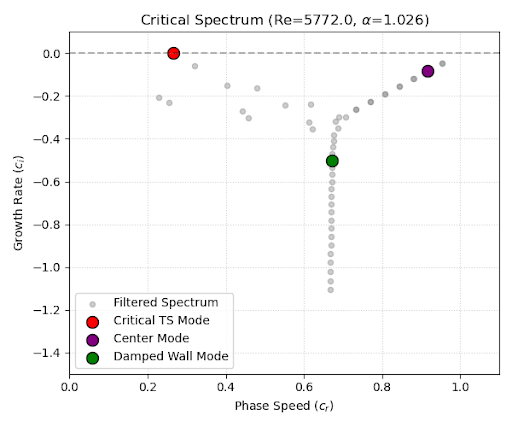 Critical Spectrum (Re=5772.0, α=1.026)
Growth Rate (cᵢ)
0.0
−0.2
−0.4
−0.6
−0.8
−1.0
−1.2
−1.4
Filtered Spectrum
Critical TS Mode
Center Mode
Damped Wall Mode
0.0 0.2 0.4 0.6 0.8 1.0
Phase Speed (cᵣ)